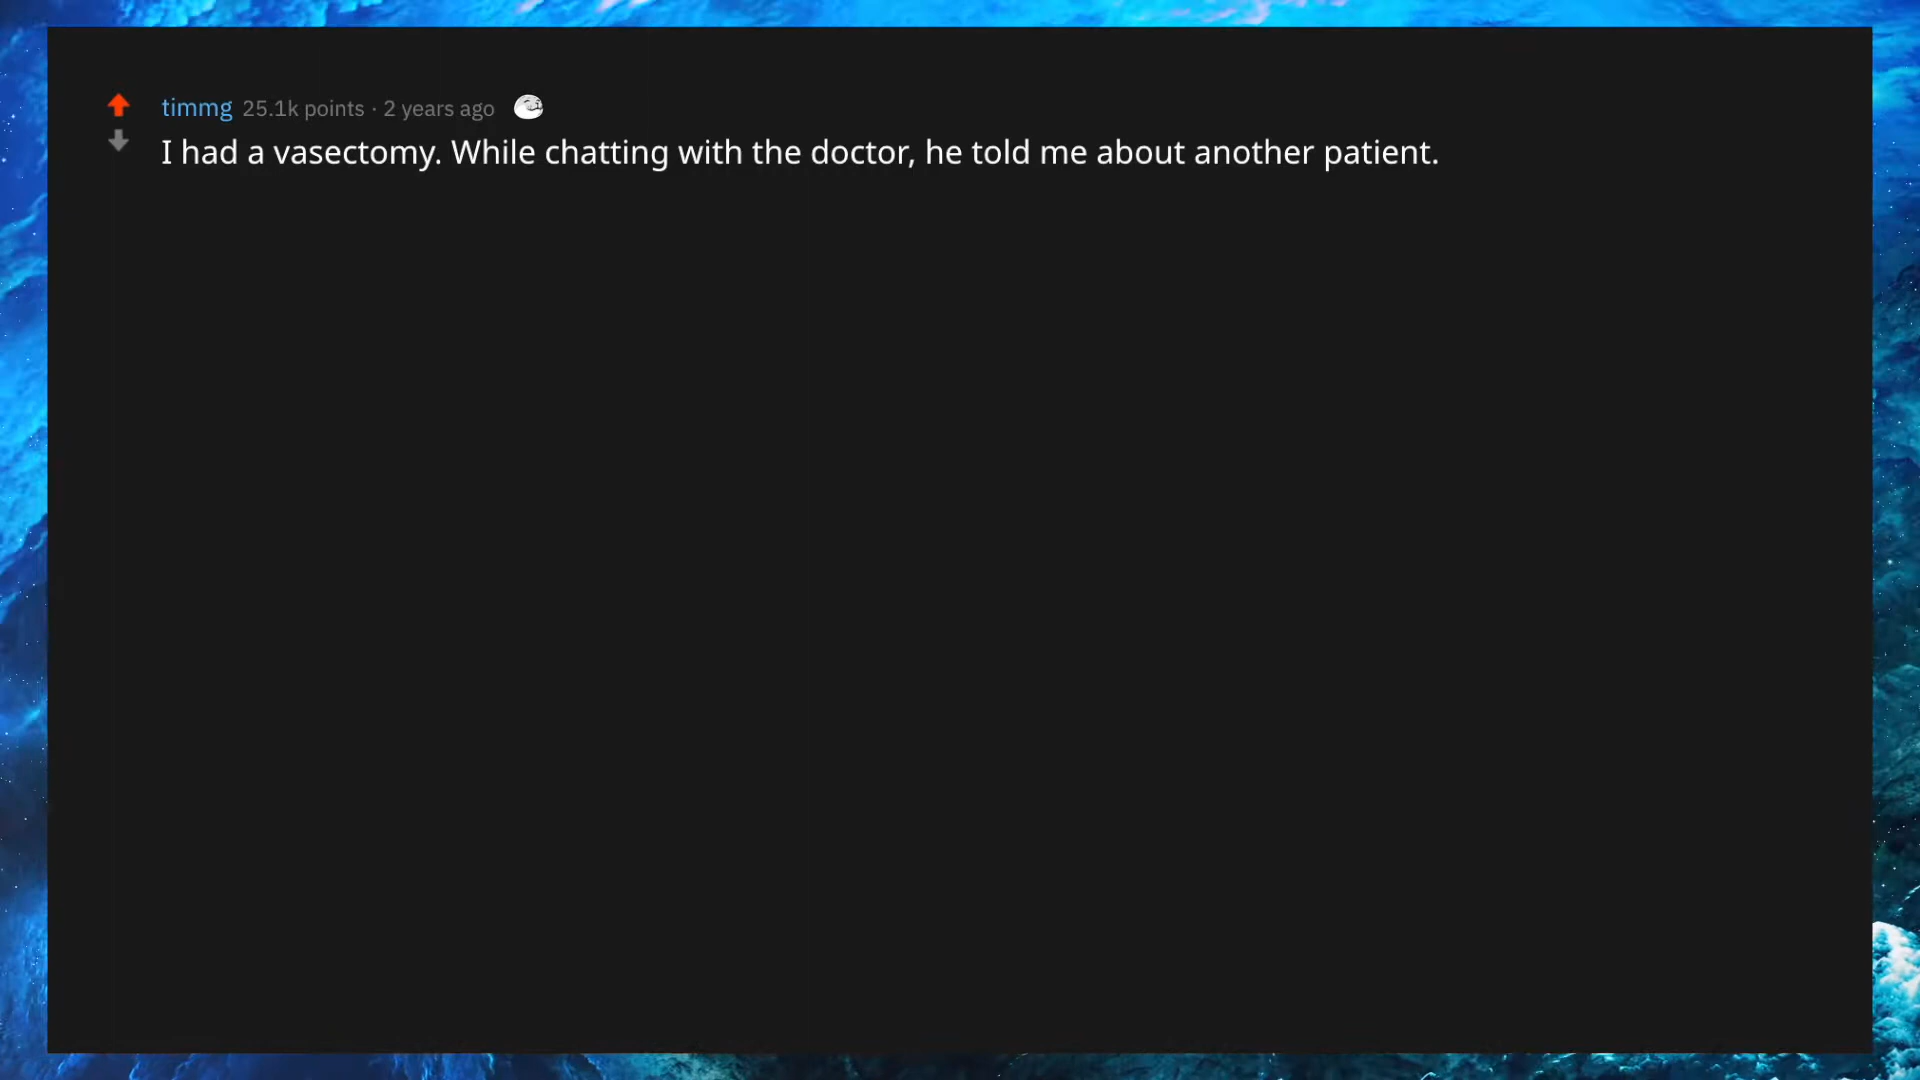 timmg 25.1k points · 2 years ago
I had a vasectomy. While chatting with the doctor, he told me about another patient.